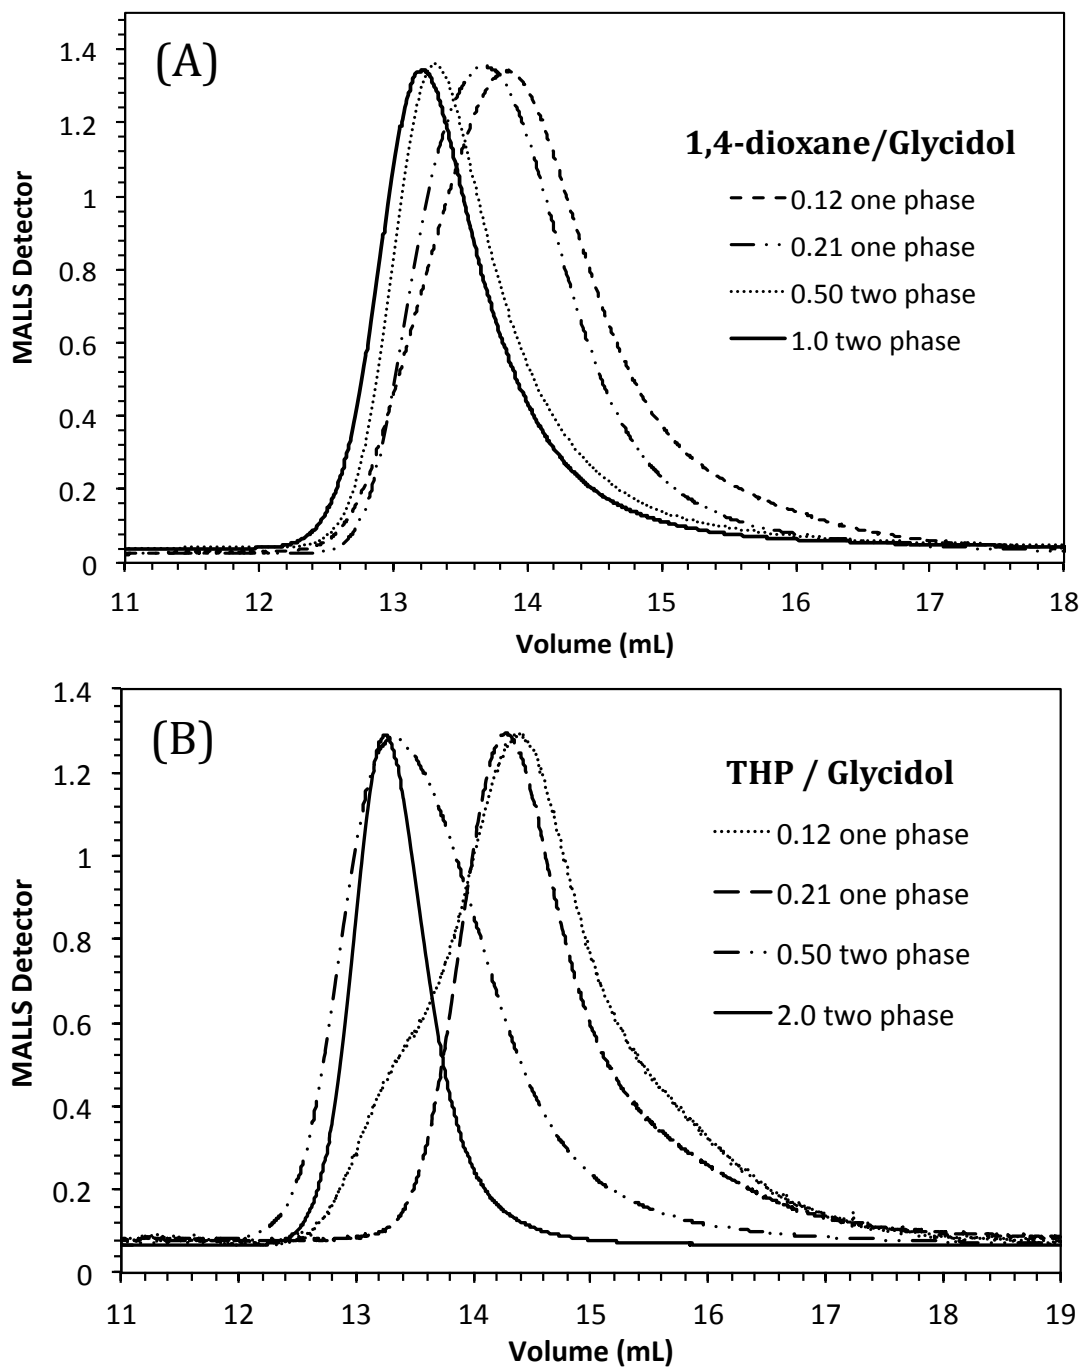 (A)
1.4
1.2
1
0.8
0.6
0.4
0.2
0
MALLS Detector
1,4-dioxane/Glycidol
0.12 one phase
0.21 one phase
0.50 two phase
1.0 two phase
11 12 13 14 15 16 17 18
Volume (mL)
(B)
1.4
1.2
1
0.8
0.6
0.4
0.2
0
MALLS Detector
THP / Glycidol
0.12 one phase
0.21 one phase
0.50 two phase
2.0 two phase
11 12 13 14 15 16 17 18 19
Volume (mL)